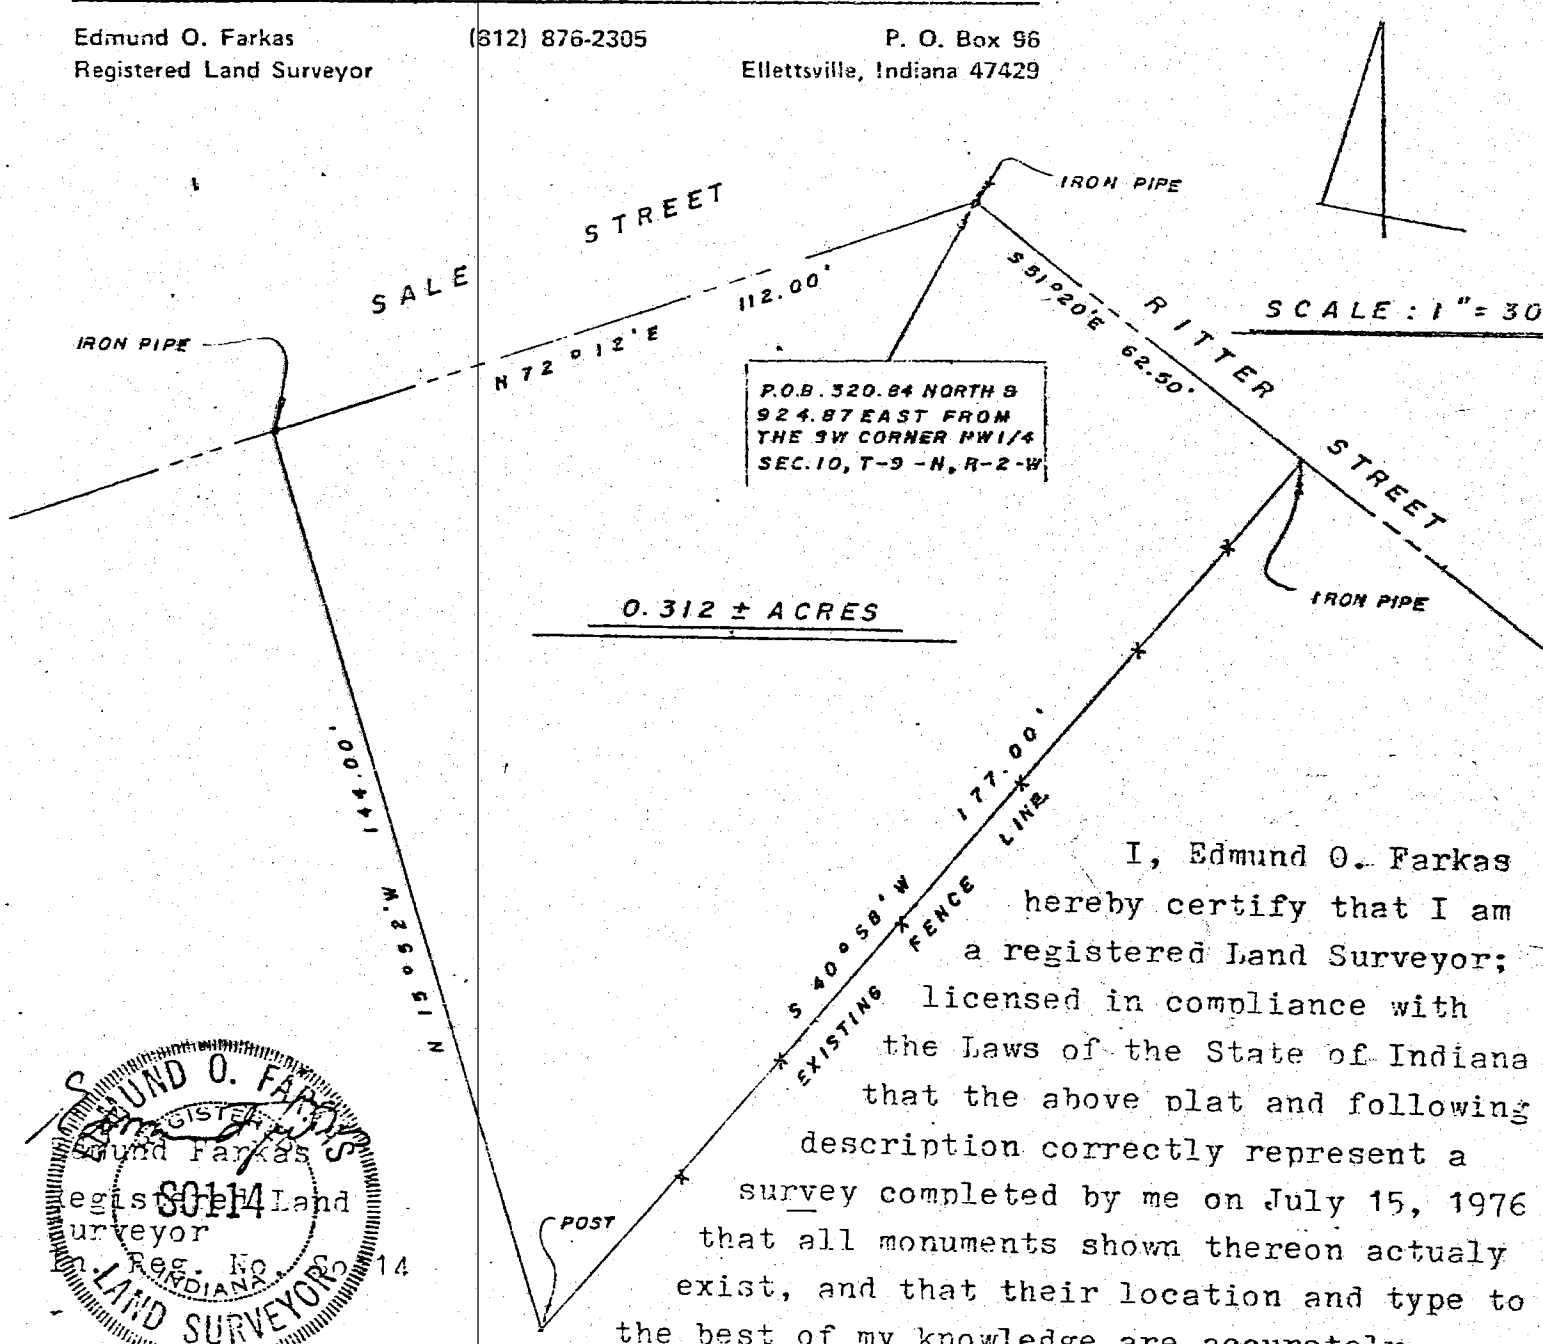 Edmund O. Farkas
Registered Land Surveyor
(812) 876-2305
P. O. Box 96
Ellettsville, Indiana 47429
IRON PIPE
SALE STREET
N 72°12'E 112.00'
IRON PIPE
S 51°20'E 62.50'
RITTER STREET
SCALE: 1"= 30
P.O.B. 320.84 NORTH &
924.87 EAST FROM
THE SW CORNER NW1/4
SEC. 10, T-9-N, R-2-W
IRON PIPE
0.312 ± ACRES
N 15°52'W 144.00'
S 40°58'W 177.00'
EXISTING FENCE LINE
POST
I, Edmund O. Farkas
hereby certify that I am
a registered Land Surveyor;
licensed in compliance with
the Laws of the State of Indiana
that the above plat and following
description correctly represent a
survey completed by me on July 15, 1976
that all monuments shown thereon actualy
exist, and that their location and type to
the best of my knowledge are accurately
EDMUND O. FARKAS
REGISTERED
S0114
INDIANA
LAND SURVEYOR
Edmund Farkas
Registered Land
Surveyor
In. Reg. No. So 14